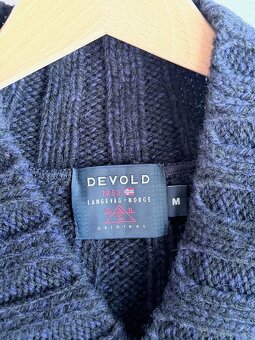 DEVOLD
1853
LANGEVÅG · NORGE
ORIGINAL
M